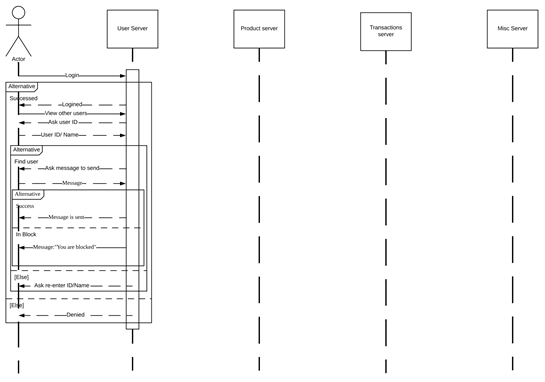 User Server
Product server
Transactions
server
Misc Server
Actor
Login
Alternative
Successed
Logined
View other users
Ask user ID
User ID/ Name
Alternative
Find user
Ask message to send
Message
Alternative
Success
Message is sent
In Block
Message:"You are blocked"
[Else]
Ask re-enter ID/Name
[Else]
Denied